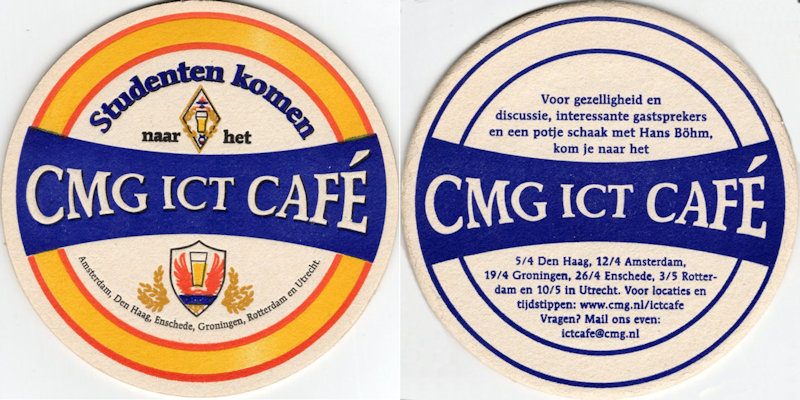 Studenten komen
naar het
CMG ICT CAFÉ
Amsterdam, Den Haag, Enschede, Groningen, Rotterdam en Utrecht.
Voor gezelligheid en
discussie, interessante gastsprekers
en een potje schaak met Hans Böhm,
kom je naar het
CMG ICT CAFÉ
5/4 Den Haag, 12/4 Amsterdam,
19/4 Groningen, 26/4 Enschede, 3/5 Rotter-
dam en 10/5 in Utrecht. Voor locaties en
tijdstippen: www.cmg.nl/ictcafe
Vragen? Mail ons even:
ictcafe@cmg.nl